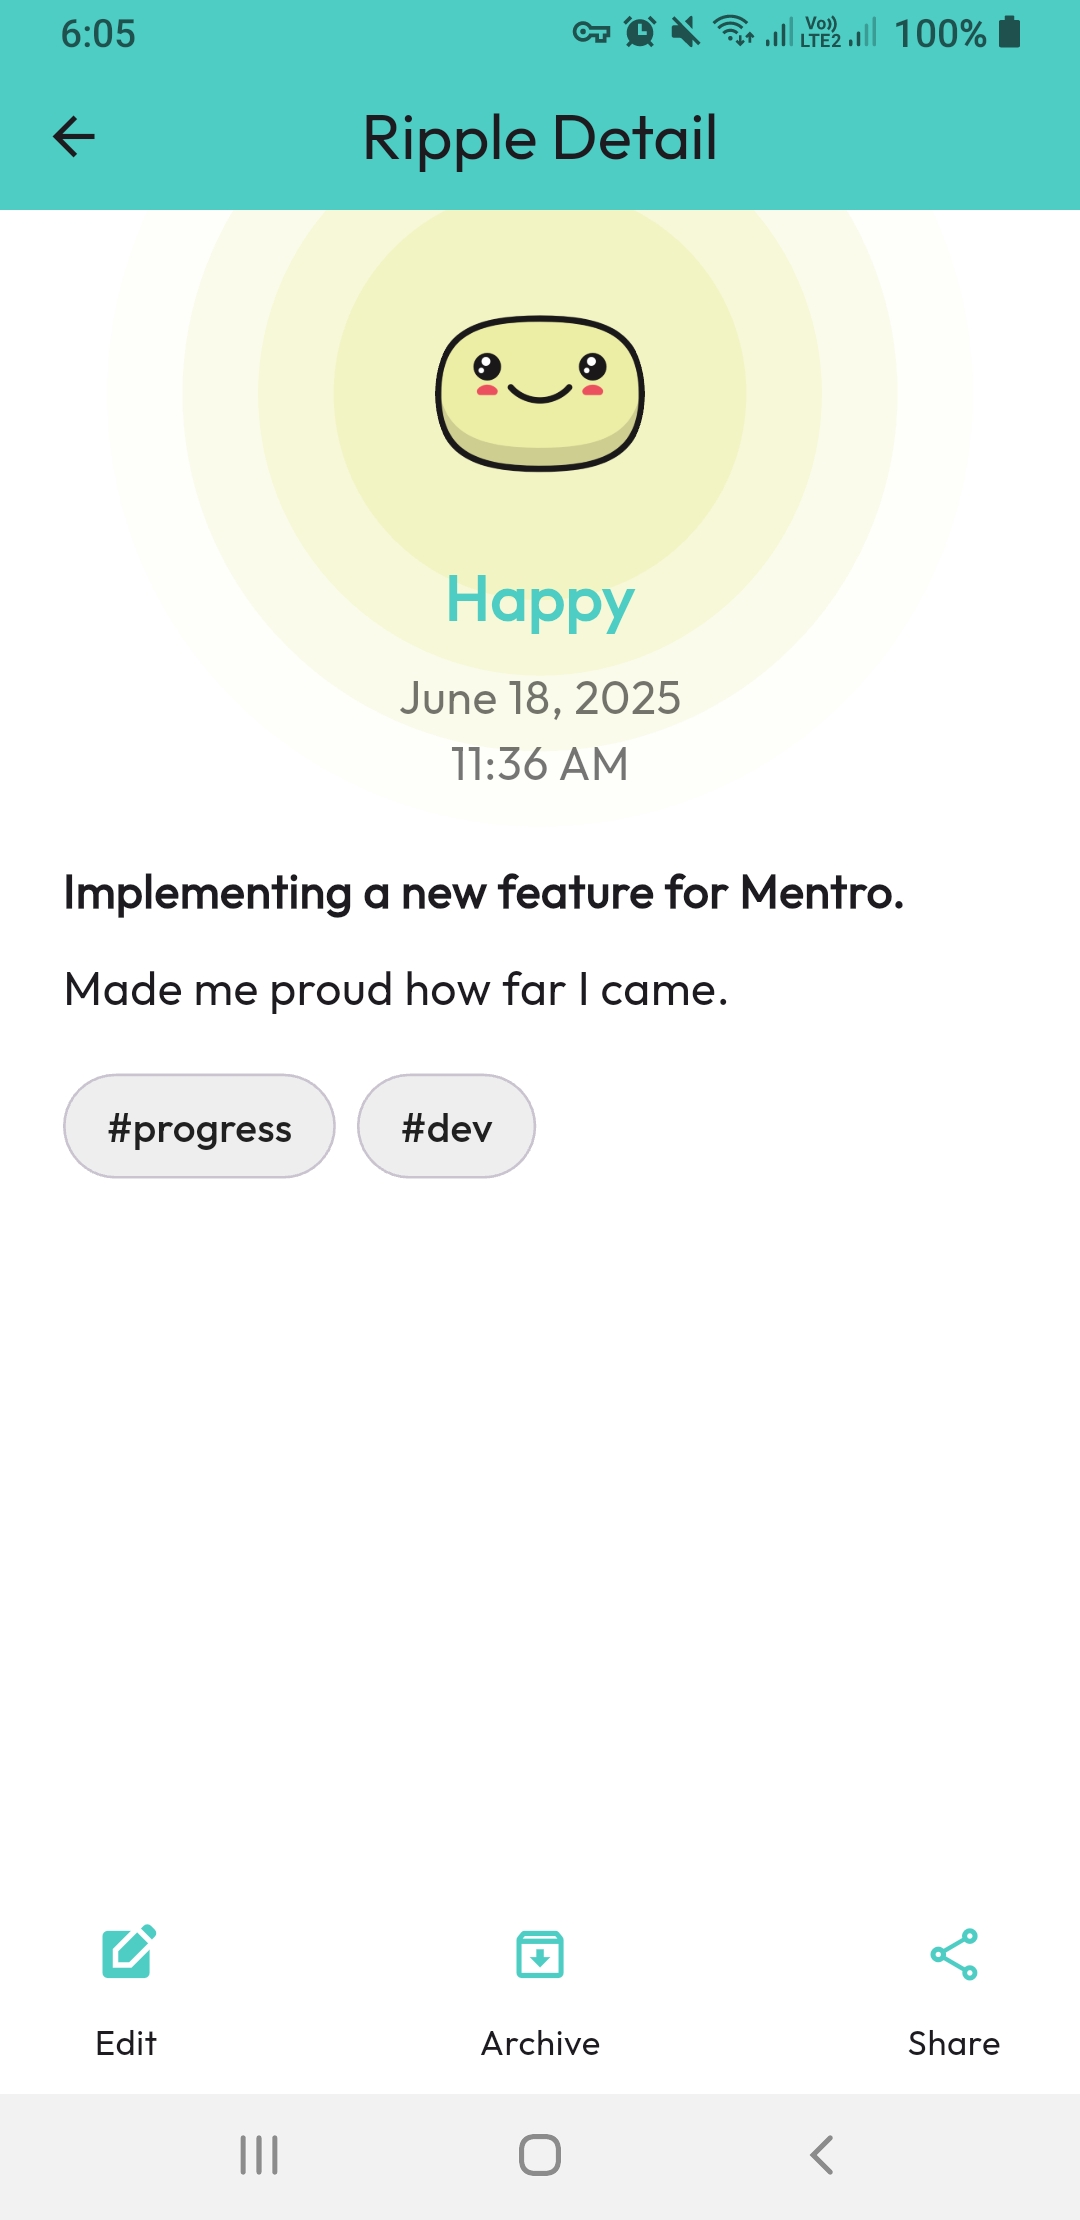 6:05
Vo)) LTE2
100%
Ripple Detail
Happy
June 18, 2025
11:36 AM
Implementing a new feature for Mentro.
Made me proud how far I came.
#progress #dev
Edit Archive Share